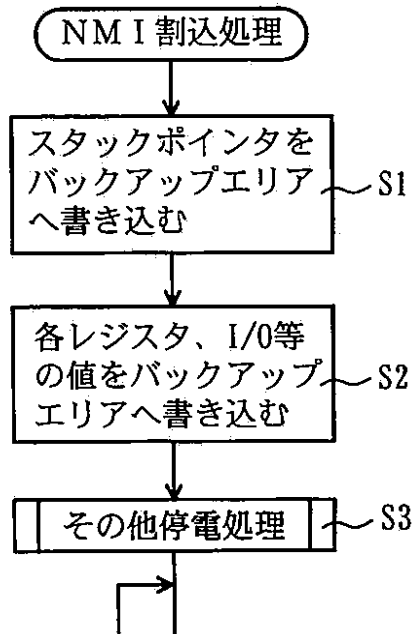 NMI割込処理
スタックポインタを
バックアップエリア
へ書き込む
S1
各レジスタ、I/O等
の値をバックアップ
エリアへ書き込む
S2
その他停電処理
S3